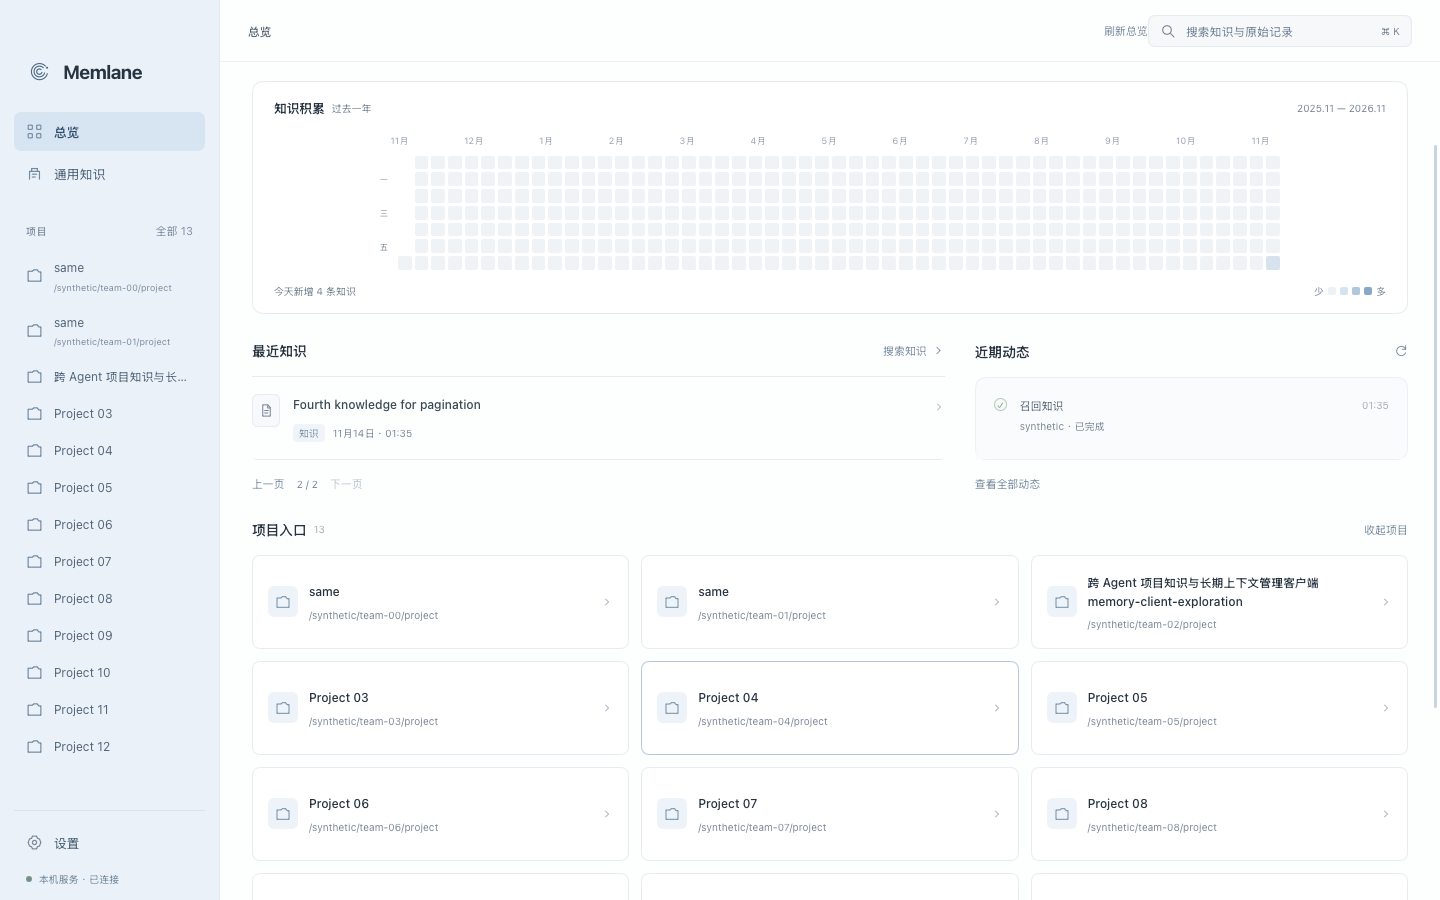 Memlane
总览
通用知识
项目 全部 13
same
/synthetic/team-00/project
same
/synthetic/team-01/project
跨 Agent 项目知识与长...
Project 03
Project 04
Project 05
Project 06
Project 07
Project 08
Project 09
Project 10
Project 11
Project 12
设置
本机服务 · 已连接
总览
刷新总览
搜索知识与原始记录 ⌘ K
知识积累 过去一年 2025.11 — 2026.11
11月 12月 1月 2月 3月 4月 5月 6月 7月 8月 9月 10月 11月
一
三
五
今天新增 4 条知识 少 多
最近知识 搜索知识
Fourth knowledge for pagination
知识 11月14日 · 01:35
上一页 2 / 2 下一页
近期动态
召回知识 01:35
synthetic · 已完成
查看全部动态
项目入口 13 收起项目
same
/synthetic/team-00/project
same
/synthetic/team-01/project
跨 Agent 项目知识与长期上下文管理客户端
memory-client-exploration
/synthetic/team-02/project
Project 03
/synthetic/team-03/project
Project 04
/synthetic/team-04/project
Project 05
/synthetic/team-05/project
Project 06
/synthetic/team-06/project
Project 07
/synthetic/team-07/project
Project 08
/synthetic/team-08/project